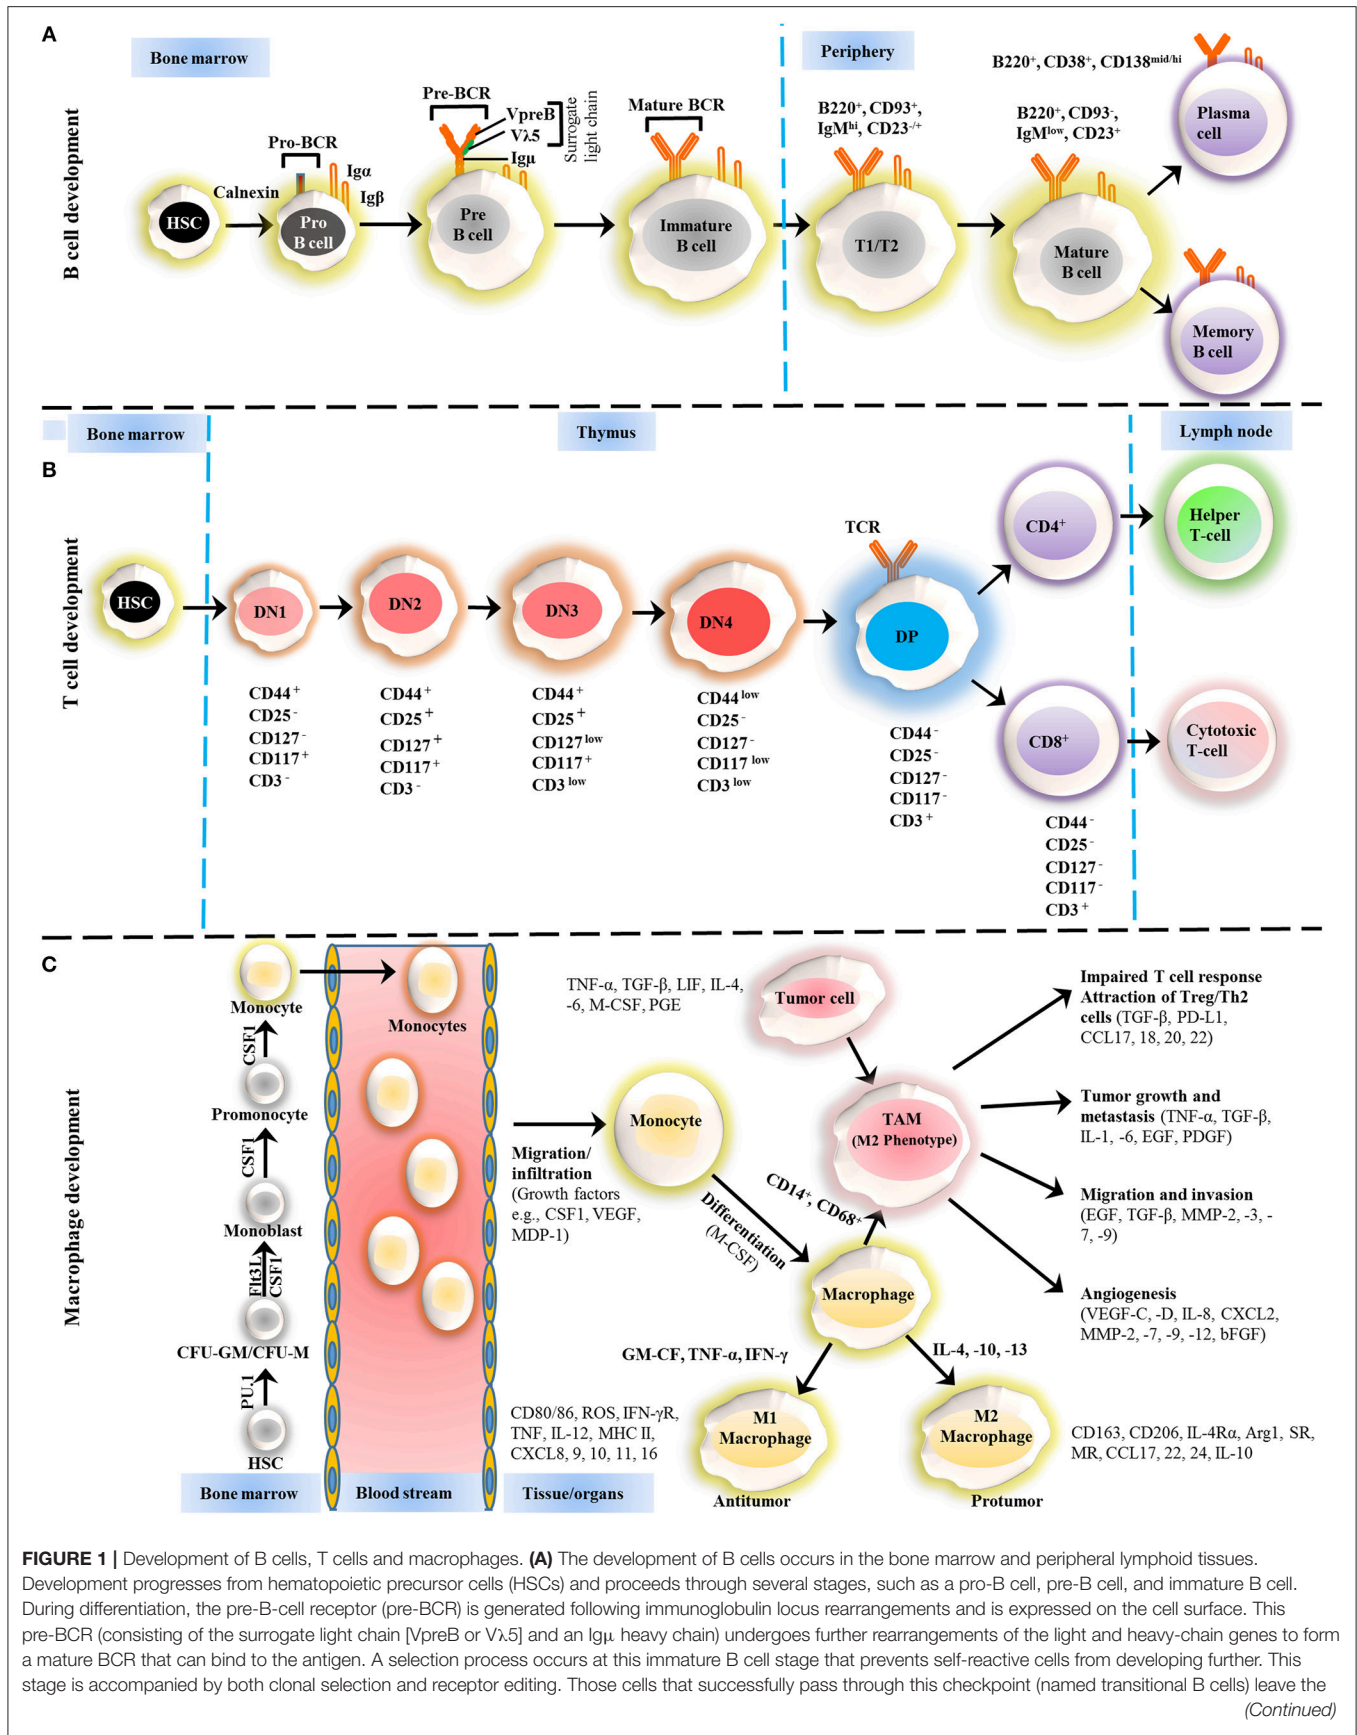 A
Bone marrow
Periphery
B cell development
HSC
Calnexin
Pro-BCR
Igα
Igβ
Pro
B cell
Pre-BCR
VpreB
Vλ5
Igμ
Surrogate
light chain
Pre
B cell
Mature BCR
Immature
B cell
B220⁺, CD93⁺,
IgMʰⁱ, CD23⁻/⁺
T1/T2
B220⁺, CD93⁻,
IgMˡᵒʷ, CD23⁺
Mature
B cell
B220⁺, CD38⁺, CD138ᵐⁱᵈ/ʰⁱ
Plasma
cell
Memory
B cell
Bone marrow
Thymus
Lymph node
B
T cell development
HSC
DN1
CD44⁺
CD25⁻
CD127⁻
CD117⁺
CD3⁻
DN2
CD44⁺
CD25⁺
CD127⁺
CD117⁺
CD3⁻
DN3
CD44⁺
CD25⁺
CD127ˡᵒʷ
CD117⁺
CD3ˡᵒʷ
DN4
CD44ˡᵒʷ
CD25⁻
CD127⁻
CD117ˡᵒʷ
CD3ˡᵒʷ
TCR
DP
CD44⁻
CD25⁻
CD127⁻
CD117⁻
CD3⁺
CD4⁺
CD8⁺
CD44⁻
CD25⁻
CD127⁻
CD117⁻
CD3⁺
Helper
T-cell
Cytotoxic
T-cell
C
Macrophage development
Monocyte
CSF1
Promonocyte
CSF1
Monoblast
Flt3L
CSF1
CFU-GM/CFU-M
PU.1
HSC
Bone marrow
Monocytes
Blood stream
Migration/
infiltration
(Growth factors
e.g., CSF1, VEGF,
MDP-1)
Monocyte
Differentiation
(M-CSF)
TNF-α, TGF-β, LIF, IL-4,
-6, M-CSF, PGE
Tumor cell
TAM
(M2 Phenotype)
CD14⁺, CD68⁺
Macrophage
Impaired T cell response
Attraction of Treg/Th2
cells (TGF-β, PD-L1,
CCL17, 18, 20, 22)
Tumor growth and
metastasis (TNF-α, TGF-β,
IL-1, -6, EGF, PDGF)
Migration and invasion
(EGF, TGF-β, MMP-2, -3, -
7, -9)
Angiogenesis
(VEGF-C, -D, IL-8, CXCL2,
MMP-2, -7, -9, -12, bFGF)
GM-CF, TNF-α, IFN-γ
IL-4, -10, -13
CD80/86, ROS, IFN-γR,
TNF, IL-12, MHC II,
CXCL8, 9, 10, 11, 16
M1
Macrophage
Antitumor
M2
Macrophage
Protumor
CD163, CD206, IL-4Rα, Arg1, SR,
MR, CCL17, 22, 24, IL-10
Tissue/organs
FIGURE 1 | Development of B cells, T cells and macrophages. (A) The development of B cells occurs in the bone marrow and peripheral lymphoid tissues.
Development progresses from hematopoietic precursor cells (HSCs) and proceeds through several stages, such as a pro-B cell, pre-B cell, and immature B cell.
During differentiation, the pre-B-cell receptor (pre-BCR) is generated following immunoglobulin locus rearrangements and is expressed on the cell surface. This
pre-BCR (consisting of the surrogate light chain [VpreB or Vλ5] and an Igμ heavy chain) undergoes further rearrangements of the light and heavy-chain genes to form
a mature BCR that can bind to the antigen. A selection process occurs at this immature B cell stage that prevents self-reactive cells from developing further. This
stage is accompanied by both clonal selection and receptor editing. Those cells that successfully pass through this checkpoint (named transitional B cells) leave the
(Continued)